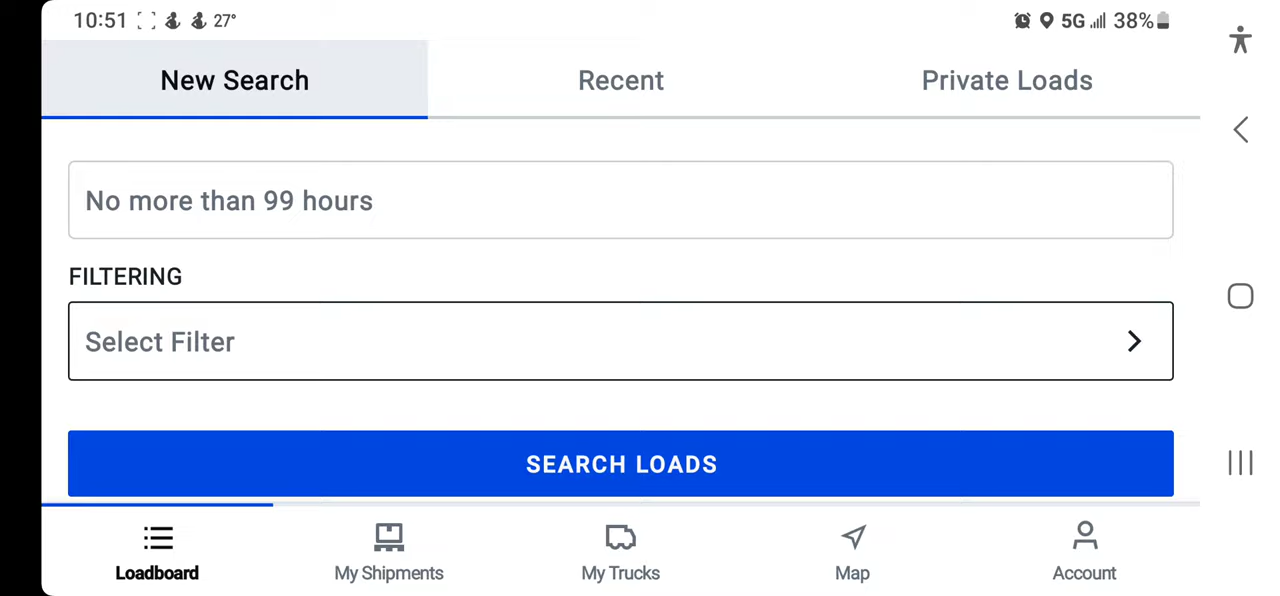 10:51 27° 5G 38%
New Search Recent Private Loads
No more than 99 hours
FILTERING
Select Filter
SEARCH LOADS
Loadboard My Shipments My Trucks Map Account